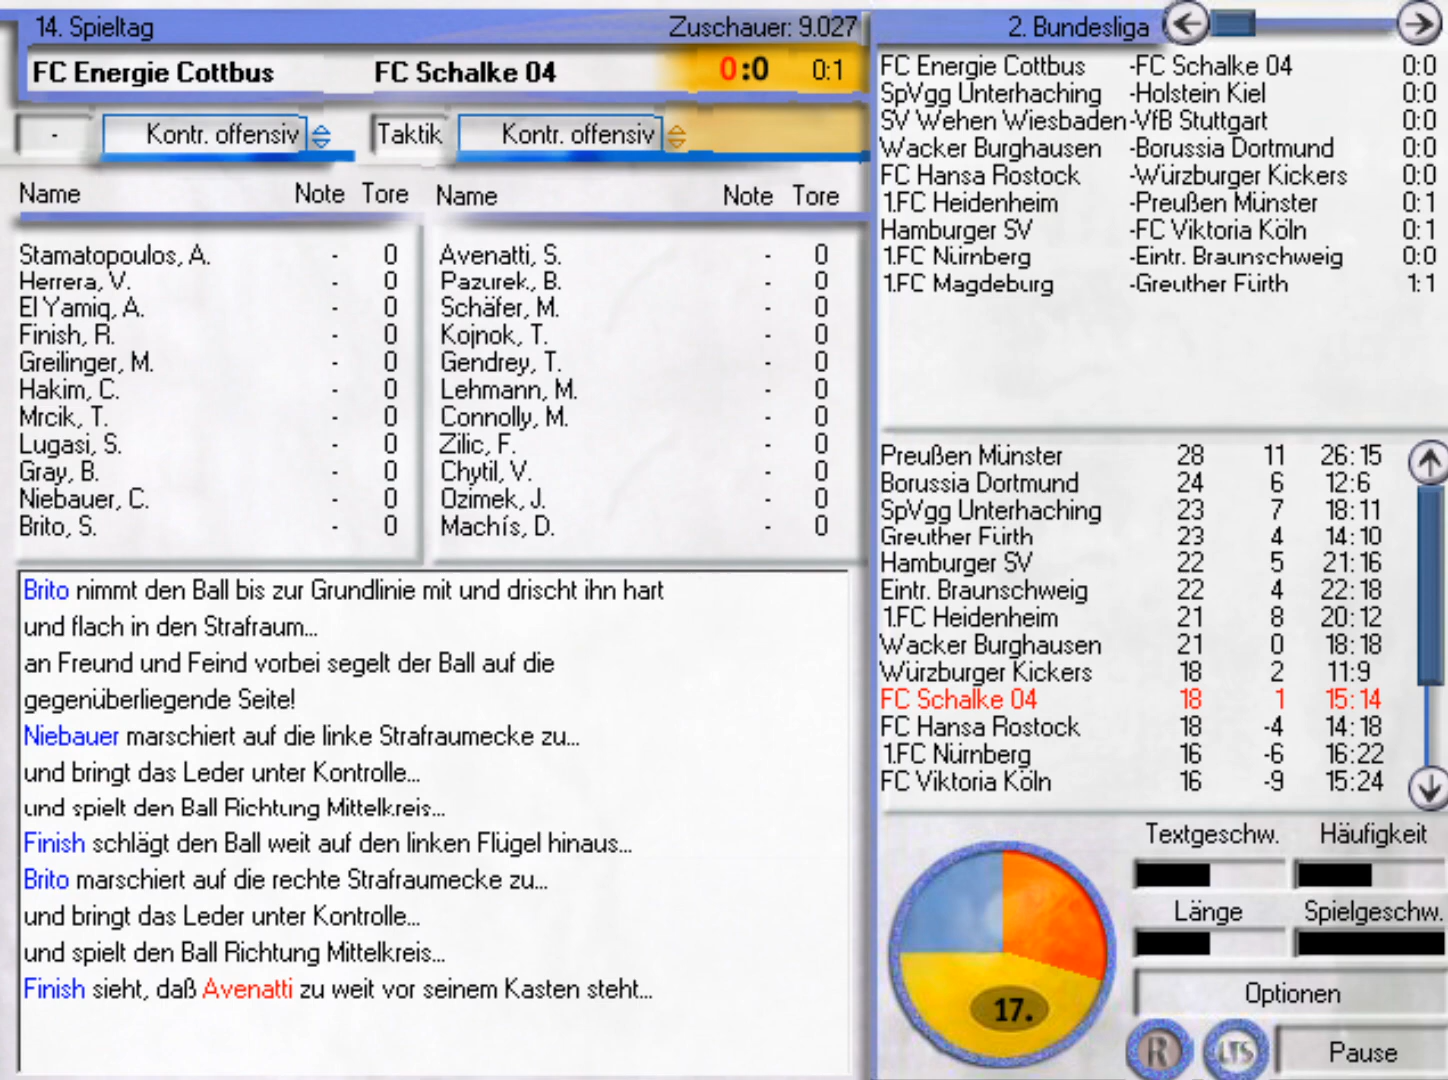 14. Spieltag Zuschauer: 9.027
FC Energie Cottbus FC Schalke 04 0:0 0:1
- Kontr. offensiv Taktik Kontr. offensiv
Name Note Tore Name Note Tore
Stamatopoulos, A. - 0
Herrera, V. - 0
El Yamiq, A. - 0
Finish, R. - 0
Greilinger, M. - 0
Hakim, C. - 0
Mrcik, T. - 0
Lugasi, S. - 0
Gray, B. - 0
Niebauer, C. - 0
Brito, S. - 0
Avenatti, S. - 0
Pazurek, B. - 0
Schäfer, M. - 0
Kojnok, T. - 0
Gendrey, T. - 0
Lehmann, M. - 0
Connolly, M. - 0
Zilic, F. - 0
Chytil, V. - 0
Ozimek, J. - 0
Machís, D. - 0
Brito nimmt den Ball bis zur Grundlinie mit und drischt ihn hart
und flach in den Strafraum...
an Freund und Feind vorbei segelt der Ball auf die
gegenüberliegende Seite!
Niebauer marschiert auf die linke Strafraumecke zu...
und bringt das Leder unter Kontrolle...
und spielt den Ball Richtung Mittelkreis...
Finish schlägt den Ball weit auf den linken Flügel hinaus...
Brito marschiert auf die rechte Strafraumecke zu...
und bringt das Leder unter Kontrolle...
und spielt den Ball Richtung Mittelkreis...
Finish sieht, daß Avenatti zu weit vor seinem Kasten steht...
2. Bundesliga
FC Energie Cottbus -FC Schalke 04 0:0
SpVgg Unterhaching -Holstein Kiel 0:0
SV Wehen Wiesbaden -VfB Stuttgart 0:0
Wacker Burghausen -Borussia Dortmund 0:0
FC Hansa Rostock -Würzburger Kickers 0:0
1.FC Heidenheim -Preußen Münster 0:1
Hamburger SV -FC Viktoria Köln 0:1
1.FC Nürnberg -Eintr. Braunschweig 0:0
1.FC Magdeburg -Greuther Fürth 1:1
Preußen Münster 28 11 26:15
Borussia Dortmund 24 6 12:6
SpVgg Unterhaching 23 7 18:11
Greuther Fürth 23 4 14:10
Hamburger SV 22 5 21:16
Eintr. Braunschweig 22 4 22:18
1.FC Heidenheim 21 8 20:12
Wacker Burghausen 21 0 18:18
Würzburger Kickers 18 2 11:9
FC Schalke 04 18 1 15:14
FC Hansa Rostock 18 -4 14:18
1.FC Nürnberg 16 -6 16:22
FC Viktoria Köln 16 -9 15:24
Textgeschw. Häufigkeit
Länge Spielgeschw.
17.
Optionen
R LTS Pause